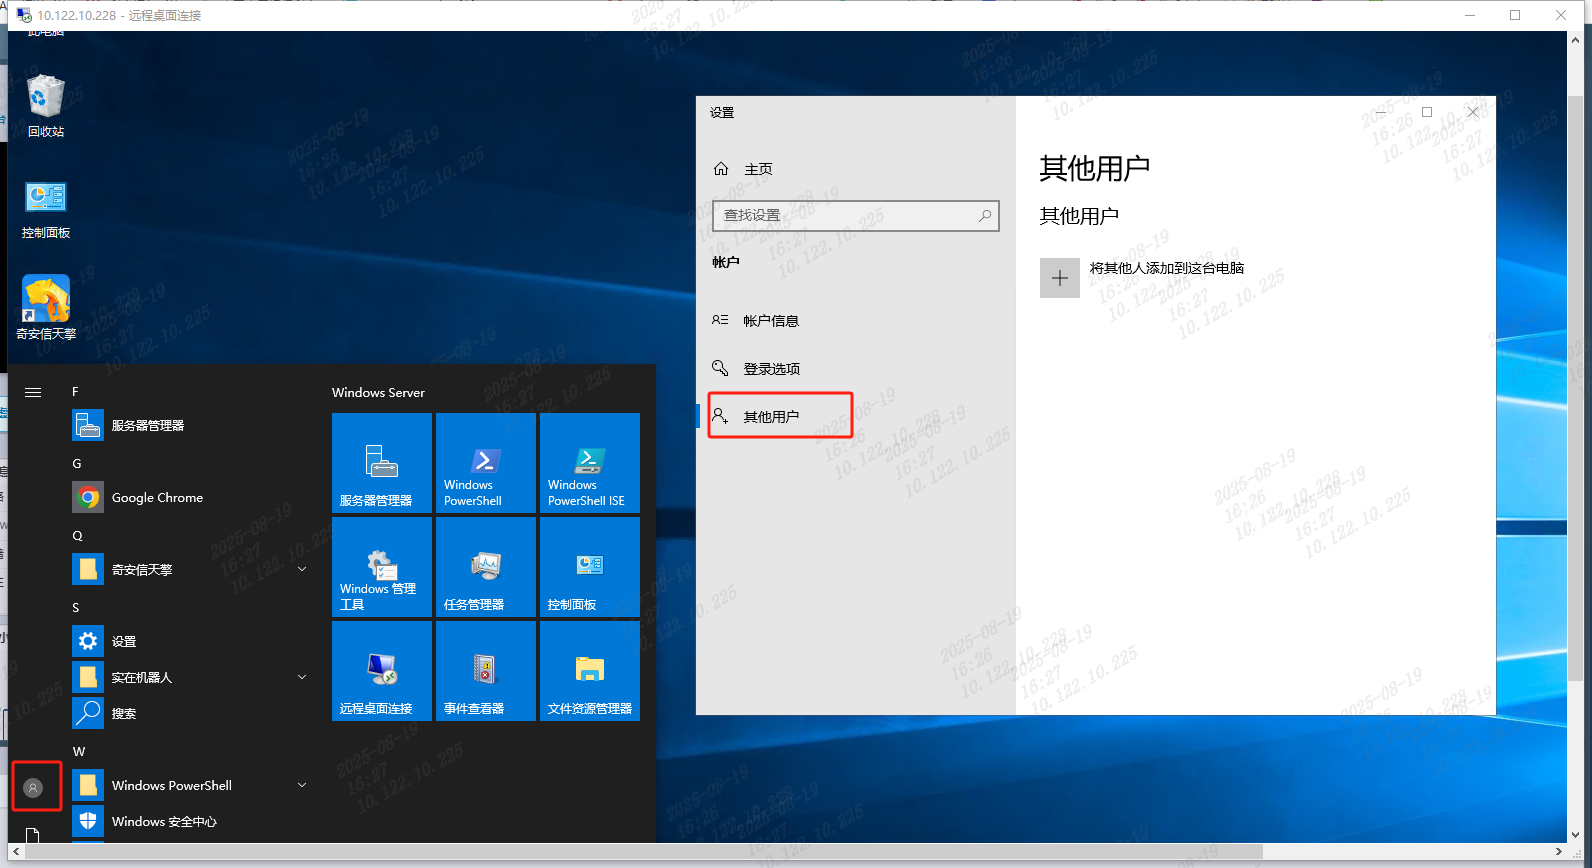 10.122.10.228 - 远程桌面连接
此电脑
回收站
控制面板
奇安信天擎
F
服务器管理器
G
Google Chrome
Q
奇安信天擎
S
设置
实在机器人
搜索
W
Windows PowerShell
Windows 安全中心
Windows Server
服务器管理器
Windows
PowerShell
Windows
PowerShell ISE
Windows 管理
工具
任务管理器
控制面板
远程桌面连接
事件查看器
文件资源管理器
设置
主页
查找设置
帐户
帐户信息
登录选项
其他用户
其他用户
其他用户
将其他人添加到这台电脑
2025-08-19
16:26
10.122.10.228
2025-08-19
16:27
10.122.10.225